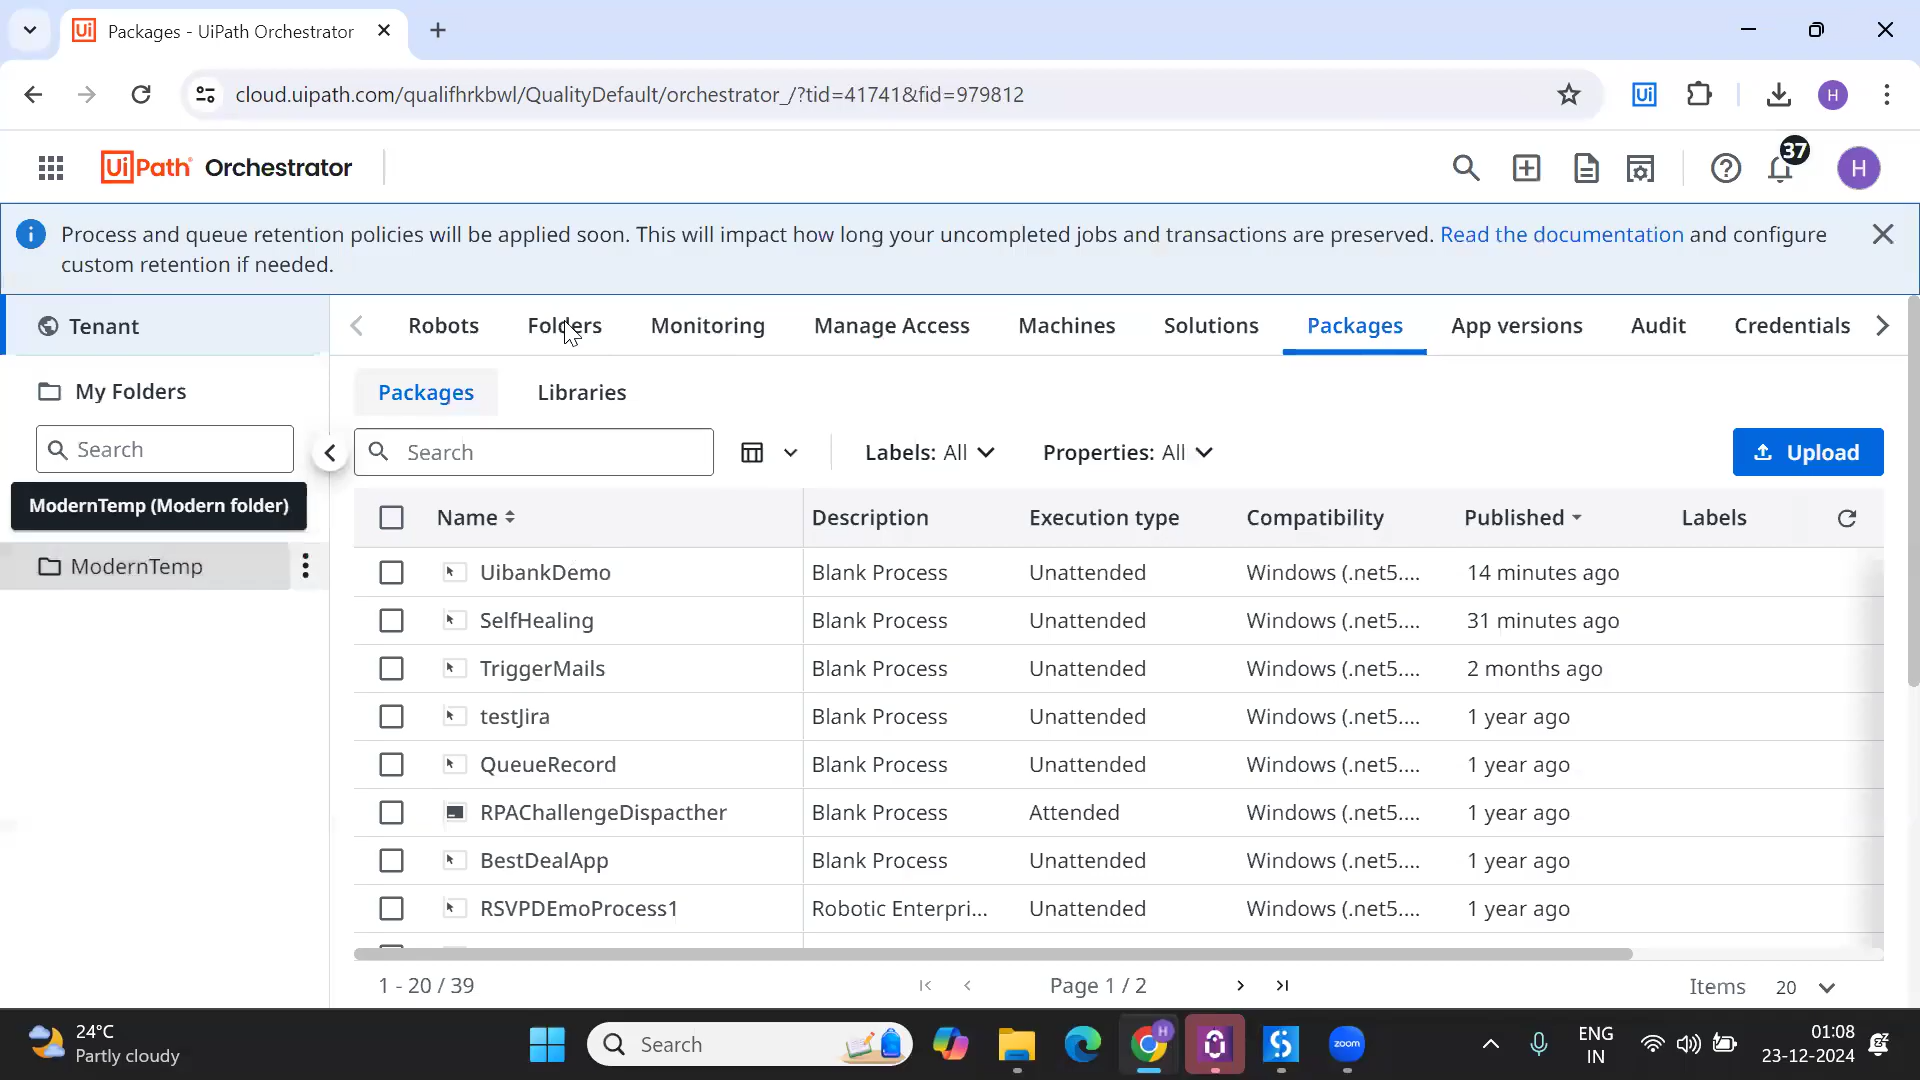 Packages - UiPath Orchestrator
cloud.uipath.com/qualifhrkbwl/QualityDefault/orchestrator_/?tid=41741&fid=979812
H
UiPath Orchestrator
37
H
Process and queue retention policies will be applied soon. This will impact how long your uncompleted jobs and transactions are preserved. Read the documentation and configure
custom retention if needed.
Tenant
Robots Folders Monitoring Manage Access Machines Solutions Packages App versions Audit Credentials
My Folders
Packages Libraries
Search
Search Labels: All Properties: All Upload
ModernTemp (Modern folder)
Name Description Execution type Compatibility Published Labels
ModernTemp
UibankDemo Blank Process Unattended Windows (.net5.... 14 minutes ago
SelfHealing Blank Process Unattended Windows (.net5.... 31 minutes ago
TriggerMails Blank Process Unattended Windows (.net5.... 2 months ago
testJira Blank Process Unattended Windows (.net5.... 1 year ago
QueueRecord Blank Process Unattended Windows (.net5.... 1 year ago
RPAChallengeDispacther Blank Process Attended Windows (.net5.... 1 year ago
BestDealApp Blank Process Unattended Windows (.net5.... 1 year ago
RSVPDEmoProcess1 Robotic Enterpri... Unattended Windows (.net5.... 1 year ago
1 - 20 / 39 Page 1 / 2 Items 20
24°C
Partly cloudy
Search
zoom
ENG
IN
01:08
23-12-2024